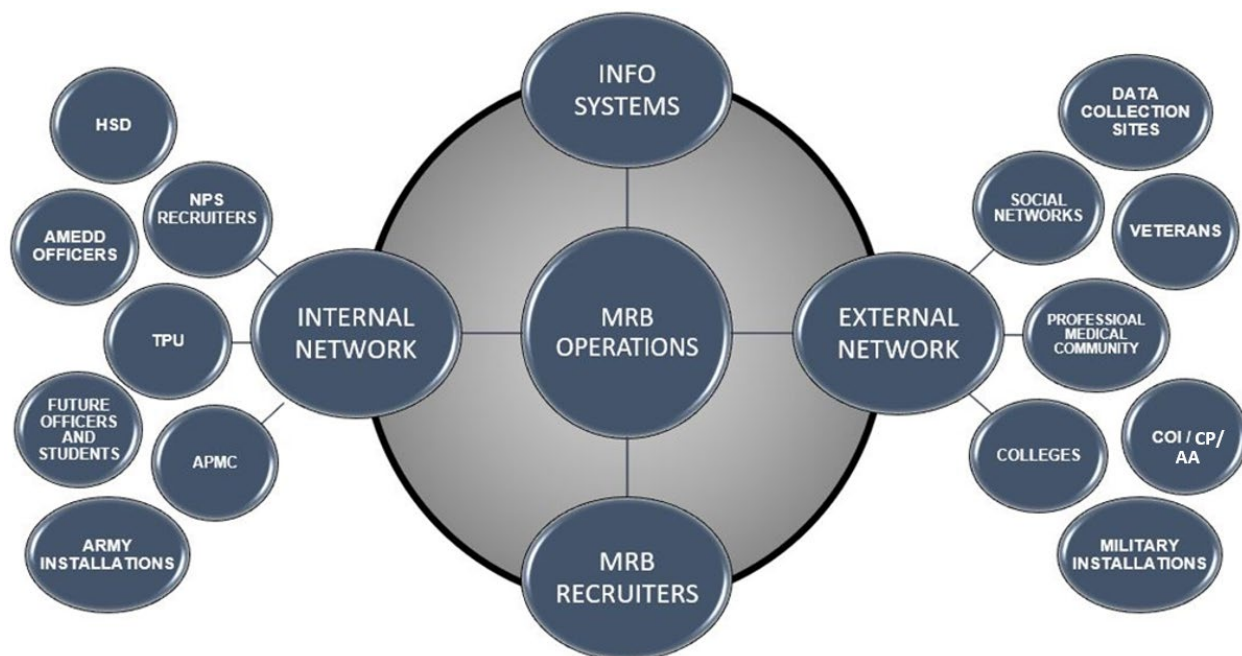 INFO
SYSTEMS
HSD
NPS
RECRUITERS
AMEDD
OFFICERS
TPU
FUTURE
OFFICERS
AND
STUDENTS
APMC
ARMY
INSTALLATIONS
INTERNAL
NETWORK
MRB
OPERATIONS
EXTERNAL
NETWORK
MRB
RECRUITERS
DATA
COLLECTION
SITES
SOCIAL
NETWORKS
VETERANS
PROFESSIOAL
MEDICAL
COMMUNITY
COI / CP/
AA
COLLEGES
MILITARY
INSTALLATIONS